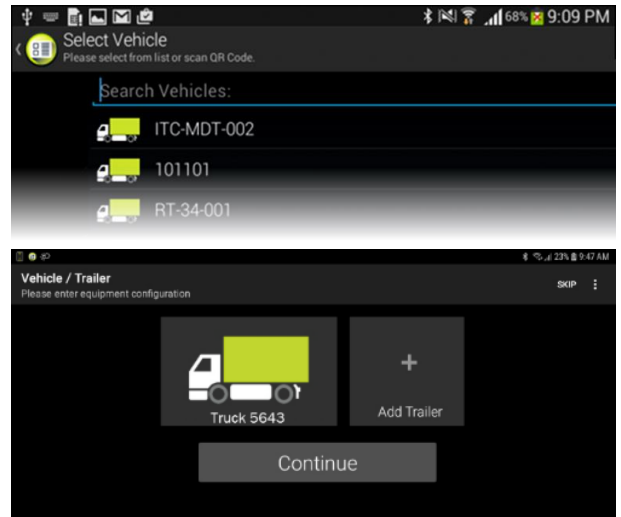 68% 9:09 PM
Select Vehicle
Please select from list or scan QR Code.
Search Vehicles:
ITC-MDT-002
101101
RT-34-001
23% 9:47 AM
Vehicle / Trailer
Please enter equipment configuration
SKIP
Truck 5643
Add Trailer
Continue